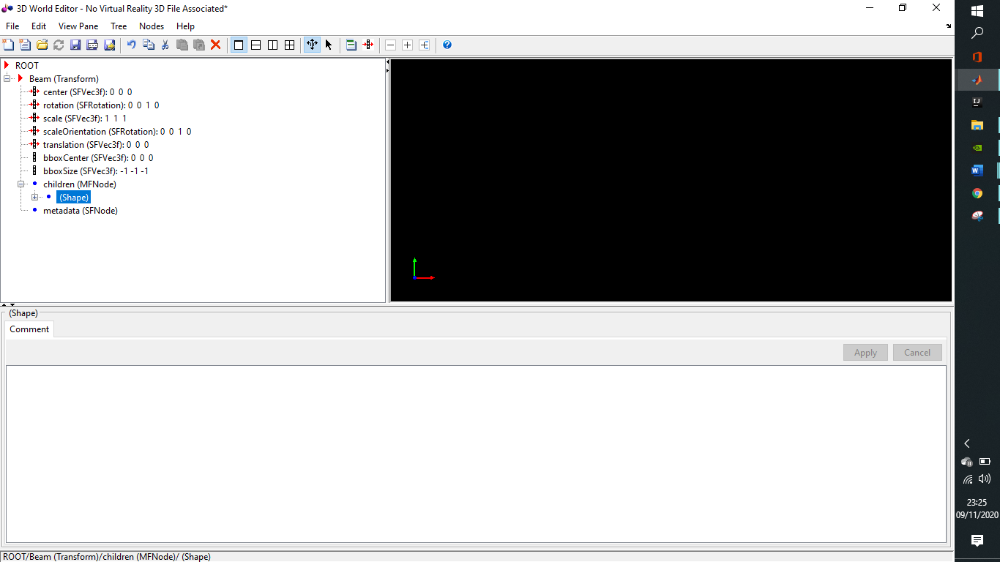 3D World Editor - No Virtual Reality 3D File Associated*
File Edit View Pane Tree Nodes Help
ROOT
Beam (Transform)
center (SFVec3f): 0 0 0
rotation (SFRotation): 0 0 1 0
scale (SFVec3f): 1 1 1
scaleOrientation (SFRotation): 0 0 1 0
translation (SFVec3f): 0 0 0
bboxCenter (SFVec3f): 0 0 0
bboxSize (SFVec3f): -1 -1 -1
children (MFNode)
(Shape)
metadata (SFNode)
(Shape)
Comment
Apply Cancel
ROOT/Beam (Transform)/children (MFNode)/ (Shape)
IJ
W
23:25
09/11/2020